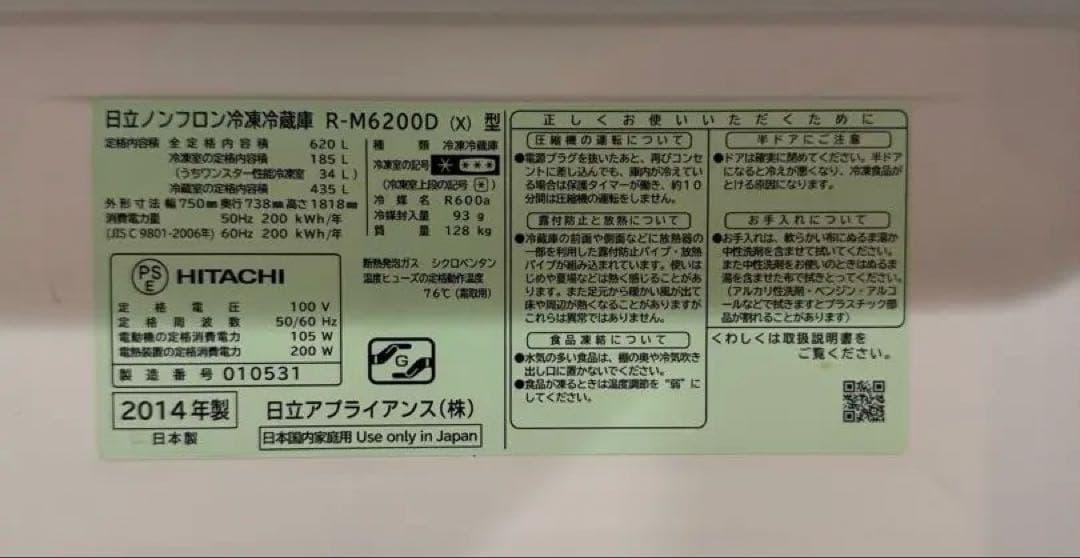 日立ノンフロン冷凍冷蔵庫 R-M6200D (X) 型
定格内容積 全定格内容積 620 L
冷凍室の定格内容積 185 L
(うちワンスター性能冷凍室 34 L)
冷蔵室の定格内容積 435 L
外形寸法 幅750㎜ 奥行738㎜ 高さ1818㎜
消費電力量 50Hz 200 kWh/年
(JIS C 9801-2006年) 60Hz 200 kWh/年
種類 冷凍冷蔵庫
冷凍室の記号 * ***
(冷凍室上段の記号 *)
冷媒名 R600a
冷媒封入量 93 g
質量 128 kg
PS
E
HITACHI
定格電圧 100 V
定格周波数 50/60 Hz
電動機の定格消費電力 105 W
電熱装置の定格消費電力 200 W
製造番号 010531
断熱発泡ガス シクロペンタン
温度ヒューズの定格動作温度
76℃ (霜取用)
G
2014年製
日本製
日立アプライアンス(株)
日本国内家庭用 Use only in Japan
正しくお使いいただくために
圧縮機の運転について
●電源プラグを抜いたあと、再びコンセ
ントに差し込んでも、庫内が冷えてい
る場合は保護タイマーが働き、約10
分間は圧縮機の運転をしません。
露付防止と放熱について
●冷蔵庫の前面や側面などに放熱器の
一部を利用した露付防止パイプ・放熱
パイプが組み込まれています。使いは
じめや夏場などは熱く感じることがあり
ます。また足元から暖かい風が出て
床や周辺が熱くなることがありますが
これらは異常ではありません。
食品凍結について
●水気の多い食品は、棚の奥や冷気吹き
出し口に置かないでください。
●食品が凍るときは温度調節を“弱”に
してください。
半ドアにご注意
●ドアは確実に閉めてください。半ドア
になると冷えが悪くなり、冷凍食品が
とける原因になります。
お手入れについて
●お手入れは、軟らかい布にぬるま湯か
中性洗剤を含ませて拭いてください。
また中性洗剤をお使いのときはぬるま
湯を含ませた布で拭きとってください。
(アルカリ性洗剤・ベンジン・アルコ
ールなどで拭きますとプラスチック部
品が割れることがあります)
くわしくは取扱説明書を
ご覧ください。